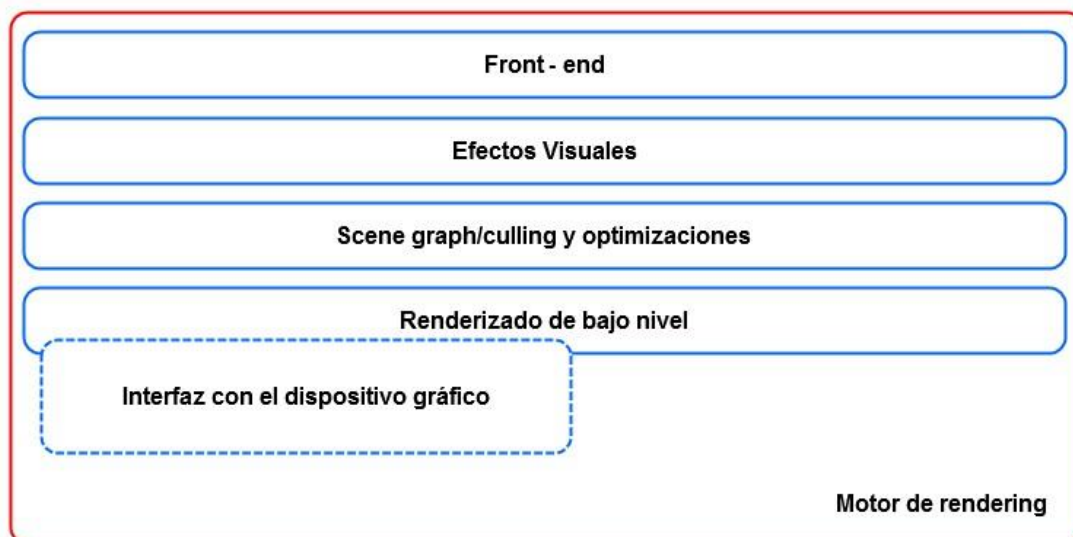 Front - end
Efectos Visuales
Scene graph/culling y optimizaciones
Renderizado de bajo nivel
Interfaz con el dispositivo gráfico
Motor de rendering